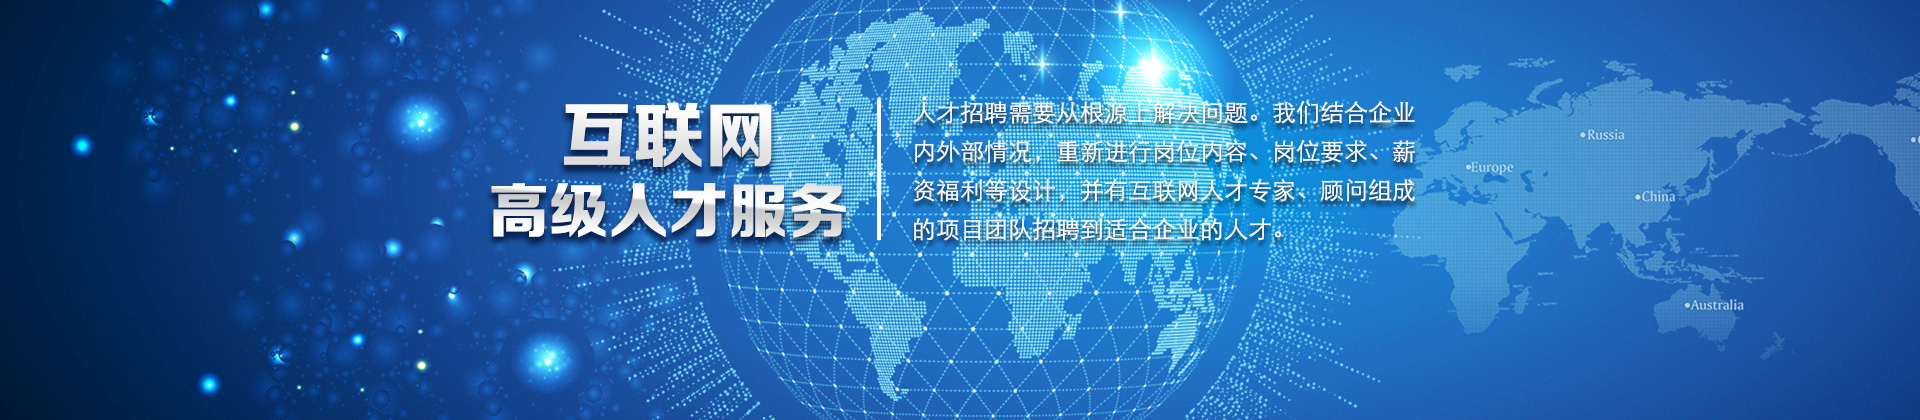 互联网
高级人才服务
人才招聘需要从根源上解决问题。我们结合企业
内外部情况，重新进行岗位内容、岗位要求、薪
资福利等设计，并有互联网人才专家、顾问组成
的项目团队招聘到适合企业的人才。
Russia
Europe
China
Australia